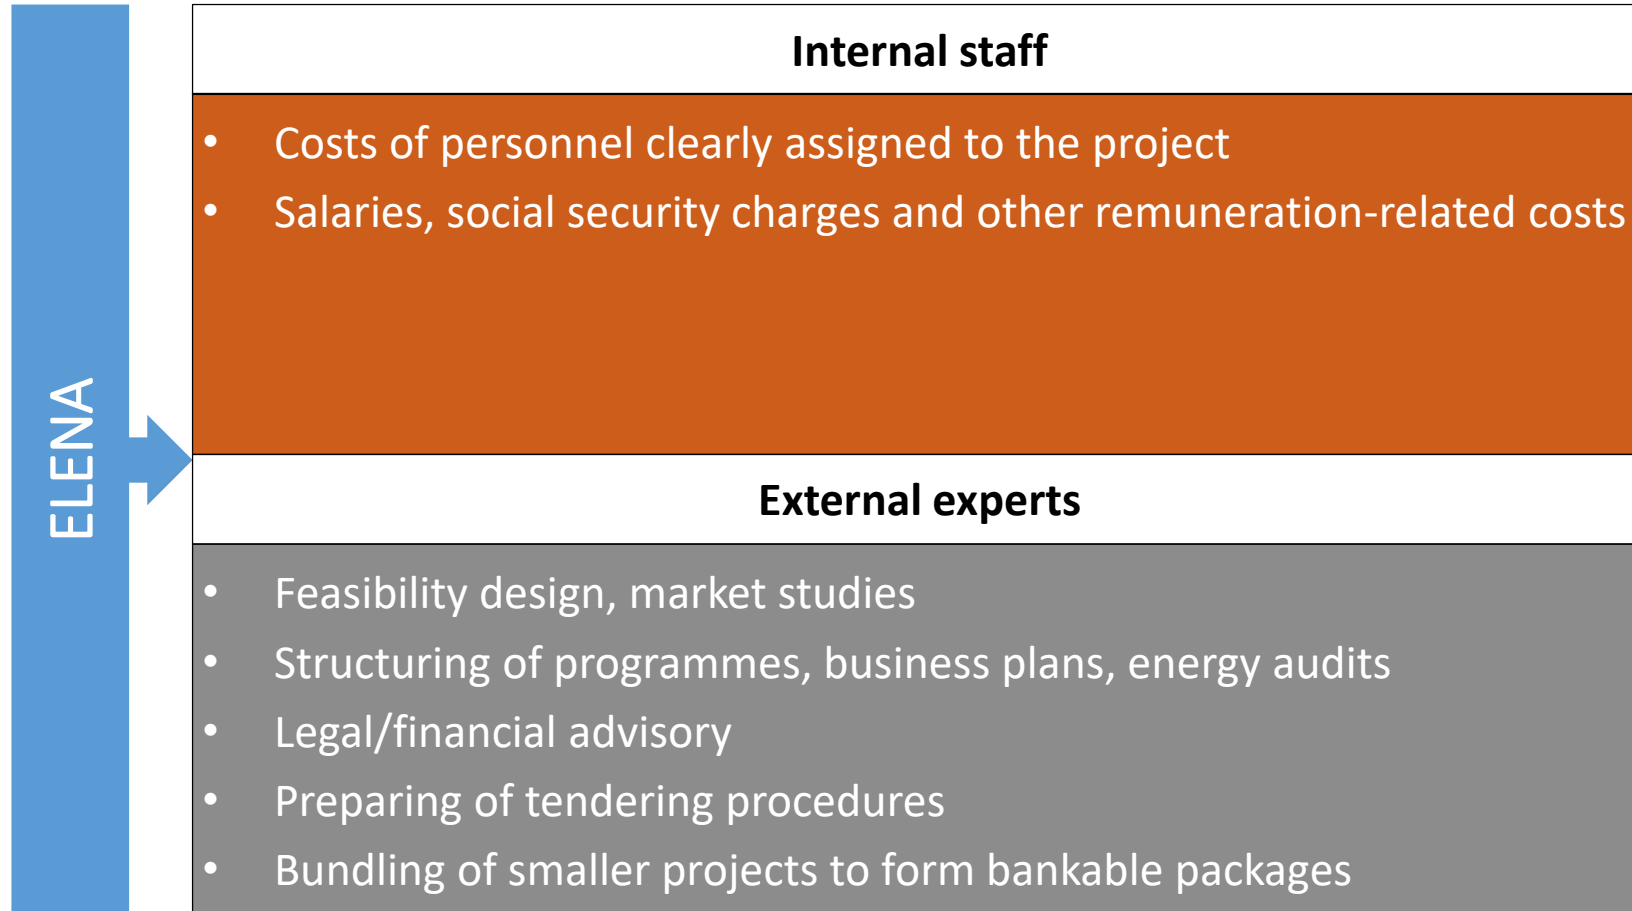 ELENA
Internal staff
• Costs of personnel clearly assigned to the project
• Salaries, social security charges and other remuneration-related costs
External experts
• Feasibility design, market studies
• Structuring of programmes, business plans, energy audits
• Legal/financial advisory
• Preparing of tendering procedures
• Bundling of smaller projects to form bankable packages